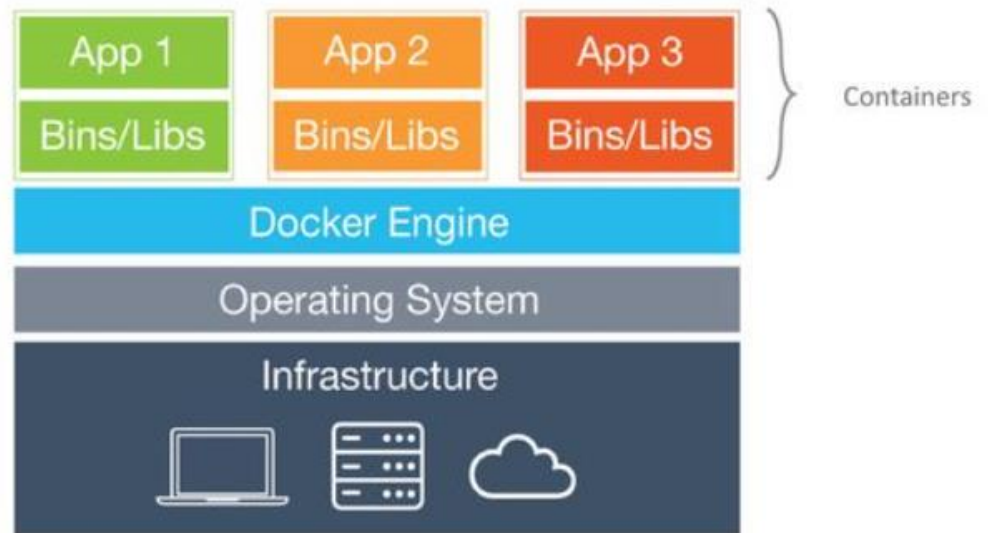 App 1
App 2
App 3
Containers
Bins/Libs
Bins/Libs
Bins/Libs
Docker Engine
Operating System
Infrastructure